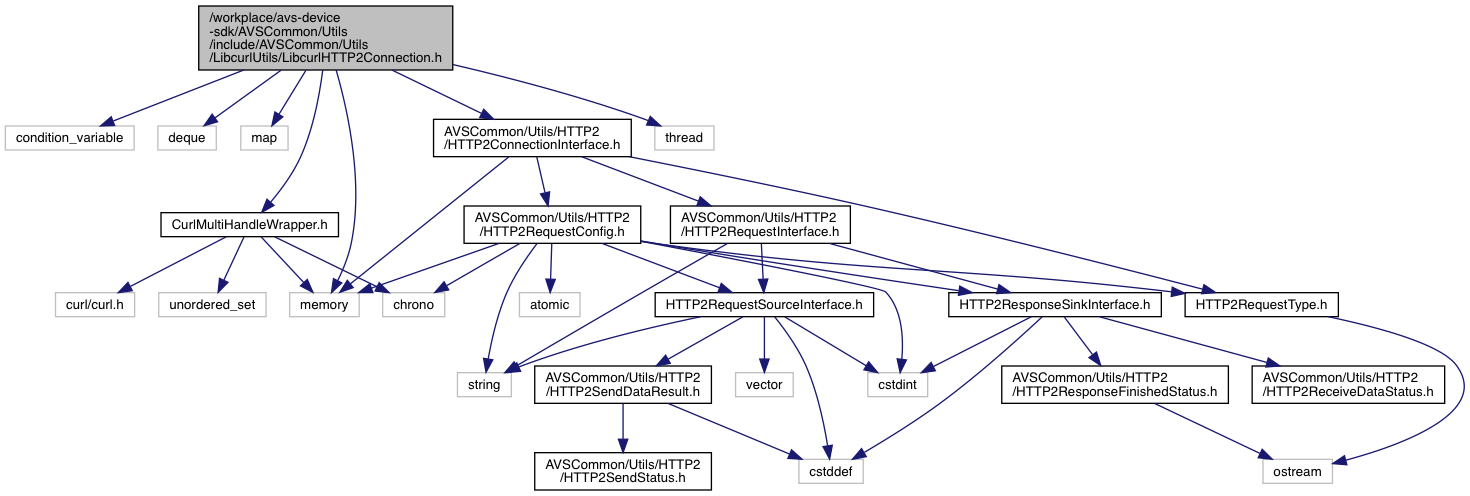 /workplace/avs-device
-sdk/AVSCommon/Utils
/include/AVSCommon/Utils
/LibcurlUtils/LibcurlHTTP2Connection.h
condition_variable
deque
map
AVSCommon/Utils/HTTP2
/HTTP2ConnectionInterface.h
thread
CurlMultiHandleWrapper.h
AVSCommon/Utils/HTTP2
/HTTP2RequestConfig.h
AVSCommon/Utils/HTTP2
/HTTP2RequestInterface.h
curl/curl.h
unordered_set
memory
chrono
atomic
HTTP2RequestSourceInterface.h
HTTP2ResponseSinkInterface.h
HTTP2RequestType.h
string
AVSCommon/Utils/HTTP2
/HTTP2SendDataResult.h
vector
cstdint
AVSCommon/Utils/HTTP2
/HTTP2ResponseFinishedStatus.h
AVSCommon/Utils/HTTP2
/HTTP2ReceiveDataStatus.h
AVSCommon/Utils/HTTP2
/HTTP2SendStatus.h
cstddef
ostream